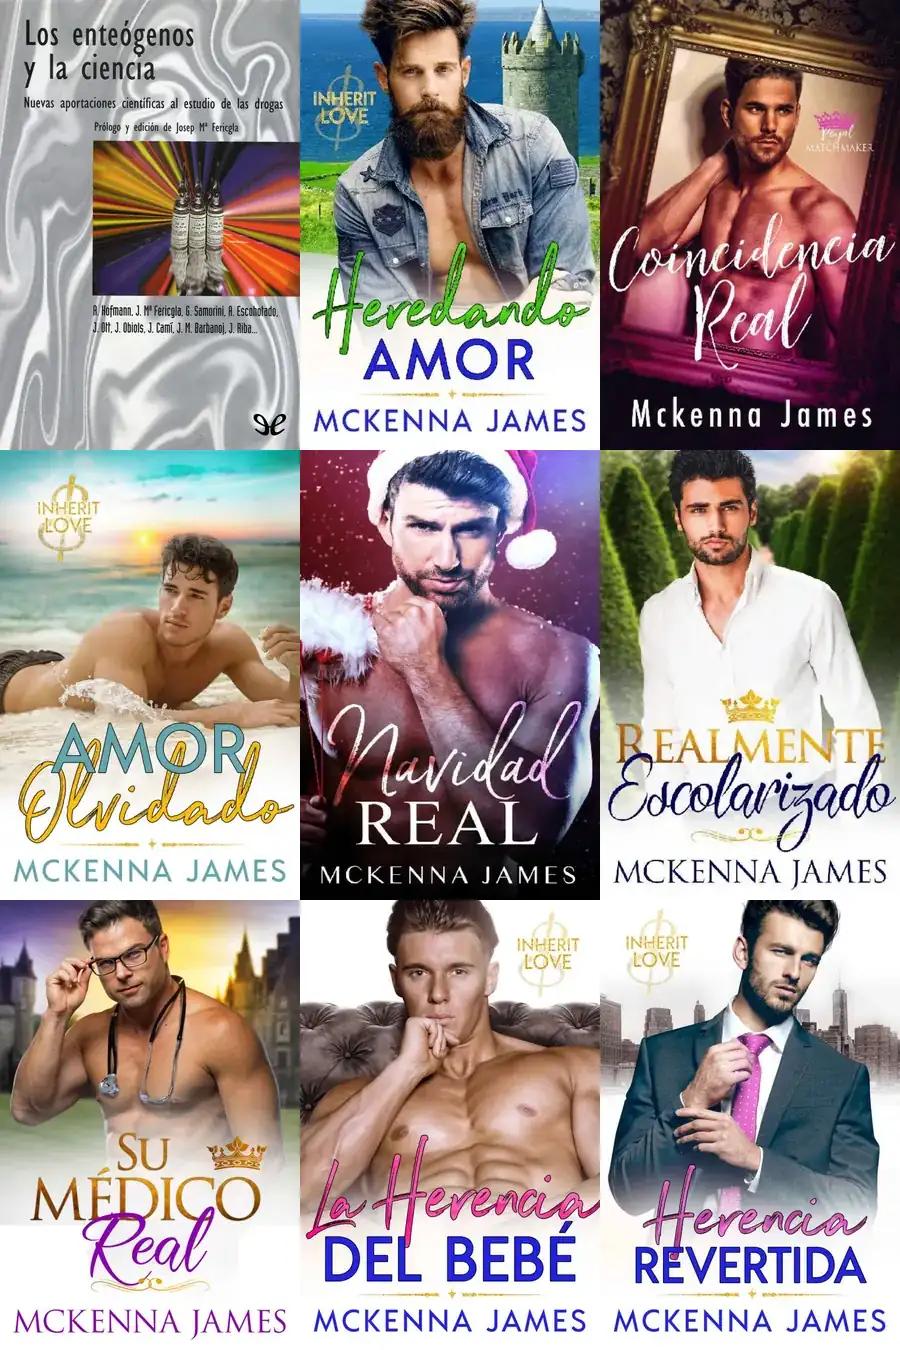 Los enteógenos
y la ciencia
Nuevas aportaciones científicas al estudio de las drogas
Prólogo y edición de Josep Mª Fericgla
A. Hofmann, J. Mª Fericgla, G. Samorini, A. Escohotado,
J. Ott, J. Obiols, J. Camí, J. M. Barbanoj, J. Riba...
INHERIT
LOVE
New York
Heredando
AMOR
MCKENNA JAMES
Royal
MATCHMAKER
Coincidencia
Real
Mckenna James
INHERIT
LOVE
AMOR
Olvidado
MCKENNA JAMES
Navidad
REAL
MCKENNA JAMES
REALMENTE
Escolarizado
MCKENNA JAMES
SU
MÉDICO
Real
MCKENNA JAMES
INHERIT
LOVE
La Herencia
DEL BEBÉ
MCKENNA JAMES
INHERIT
LOVE
Herencia
REVERTIDA
MCKENNA JAMES